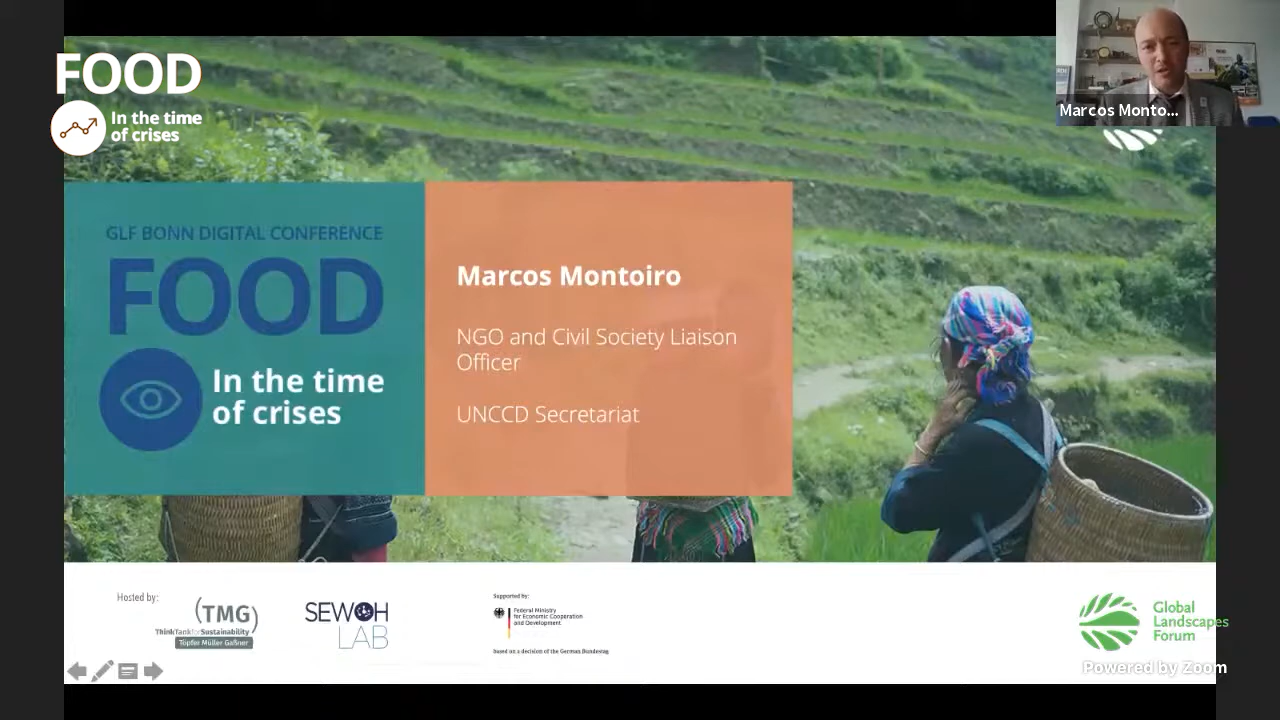 FOOD
In the time
of crises
Marcos Monto...
GLF BONN DIGITAL CONFERENCE
FOOD
In the time
of crises
Marcos Montoiro
NGO and Civil Society Liaison
Officer
UNCCD Secretariat
Hosted by:
(TMG)
ThinkTankforSustainability
Töpfer Müller Gaßner
SEWOH
LAB
Supported by:
Federal Ministry
for Economic Cooperation
and Development
based on a decision of the German Bundestag
Global
Landscapes
Forum
Powered by Zoom